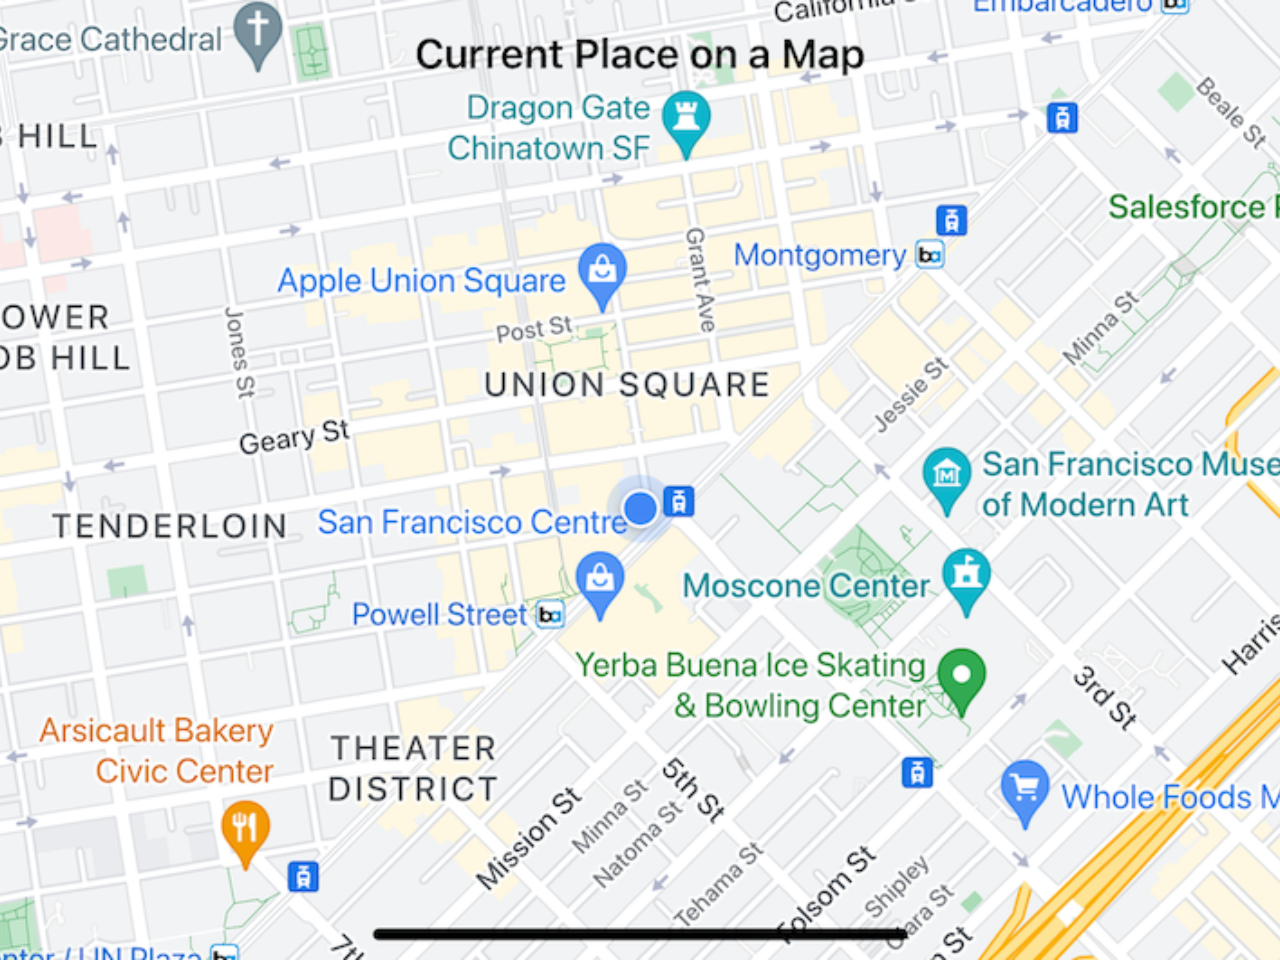 California
Embarcadero
Grace Cathedral
Current Place on a Map
Dragon Gate
Chinatown SF
Beale St
HILL
Salesforce
Grant Ave
Montgomery
Apple Union Square
Minna St
OWER
OB HILL
Jones St
Post St
UNION SQUARE
Jessie St
Geary St
San Francisco Muse
of Modern Art
TENDERLOIN
San Francisco Centre
Moscone Center
Powell Street
ba
Yerba Buena Ice Skating
& Bowling Center
Harris
3rd St
Arsicault Bakery
Civic Center
THEATER
DISTRICT
5th St
Whole Foods M
Mission St
Minna St
Natoma St
Tehama St
Folsom St
Shipley
Clara St
7th
nter / UN Plaza
St